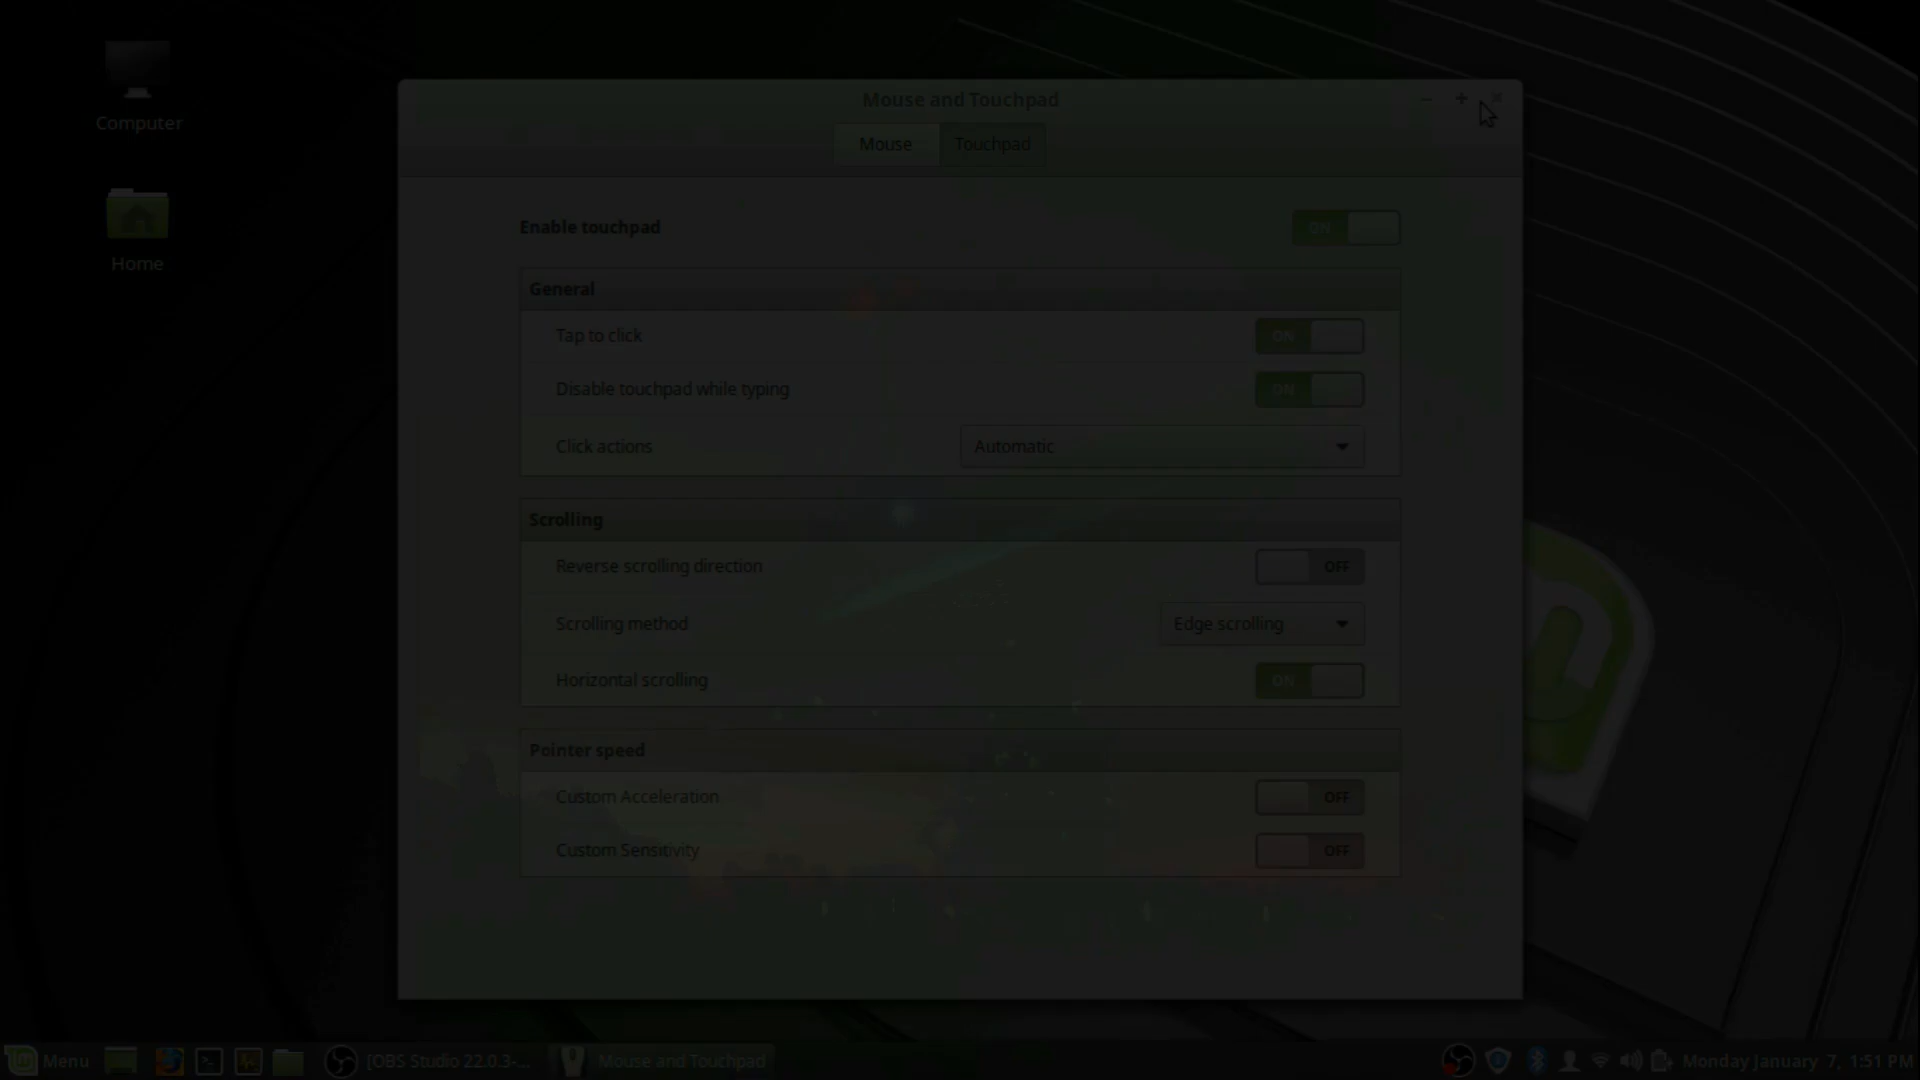 Computer
Home
Mouse and Touchpad
Mouse
Touchpad
Enable touchpad
ON
General
Tap to click
ON
Disable touchpad while typing
ON
Click actions
Automatic
Scrolling
Reverse scrolling direction
OFF
Scrolling method
Edge scrolling
Horizontal scrolling
ON
Pointer speed
Custom Acceleration
OFF
Custom Sensitivity
OFF
Menu
[OBS Studio 22.0.3-...
Mouse and Touchpad
Monday January 7, 1:51 PM